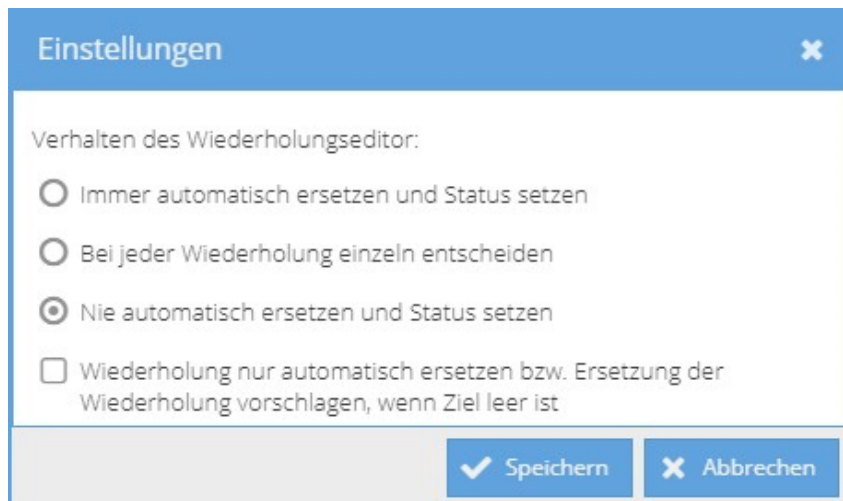 Einstellungen
Verhalten des Wiederholungseditor:
Immer automatisch ersetzen und Status setzen
Bei jeder Wiederholung einzeln entscheiden
Nie automatisch ersetzen und Status setzen
Wiederholung nur automatisch ersetzen bzw. Ersetzung der
Wiederholung vorschlagen, wenn Ziel leer ist
Speichern
Abbrechen